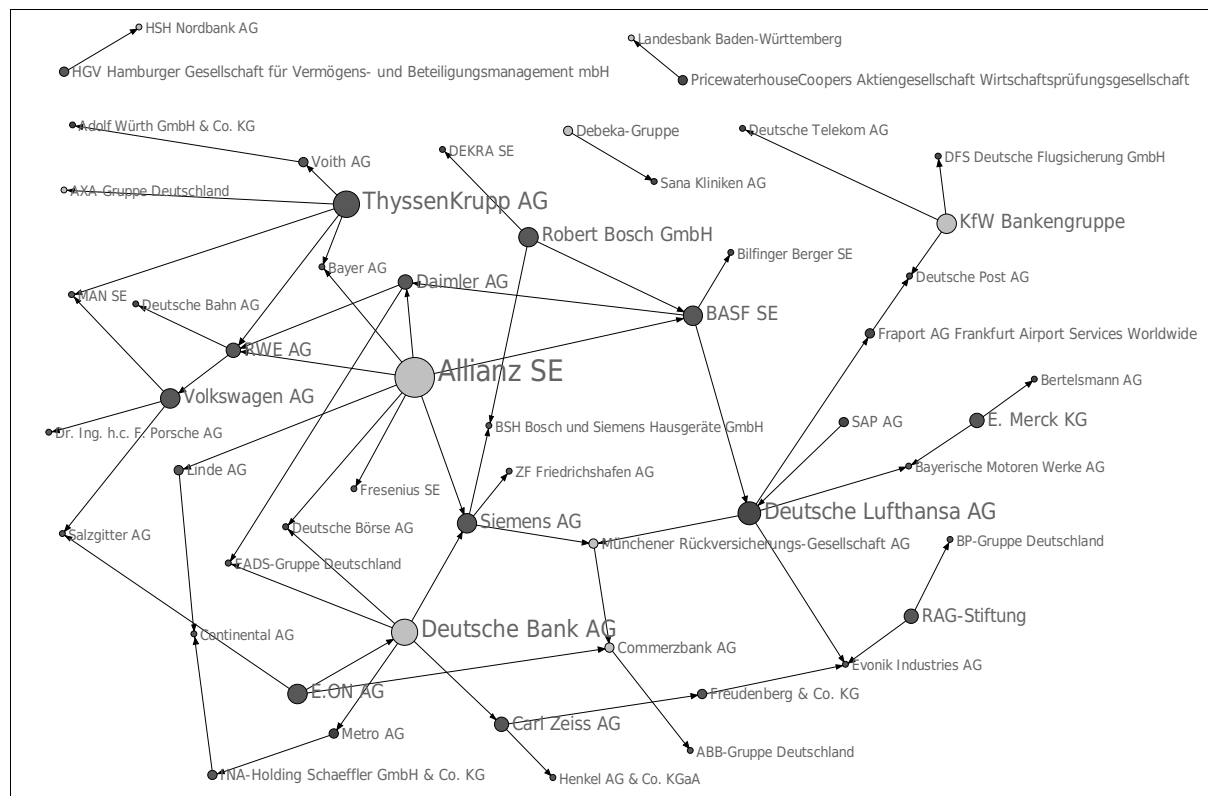 HSH Nordbank AG
Landesbank Baden-Württemberg
HGV Hamburger Gesellschaft für Vermögens- und Beteiligungsmanagement mbH
PricewaterhouseCoopers Aktiengesellschaft Wirtschaftsprüfungsgesellschaft
Adolf Würth GmbH & Co. KG
Debeka-Gruppe
Deutsche Telekom AG
Voith AG
DEKRA SE
DFS Deutsche Flugsicherung GmbH
Sana Kliniken AG
AXA-Gruppe Deutschland
ThyssenKrupp AG
KfW Bankengruppe
Robert Bosch GmbH
Bilfinger Berger SE
Bayer AG
Deutsche Post AG
Daimler AG
MAN SE
Deutsche Bahn AG
BASF SE
Fraport AG Frankfurt Airport Services Worldwide
RWE AG
Allianz SE
Bertelsmann AG
Volkswagen AG
E. Merck KG
SAP AG
BSH Bosch und Siemens Hausgeräte GmbH
Dr. Ing. h.c. F. Porsche AG
Bayerische Motoren Werke AG
Linde AG
ZF Friedrichshafen AG
Fresenius SE
Deutsche Lufthansa AG
Siemens AG
Deutsche Börse AG
Salzgitter AG
BP-Gruppe Deutschland
Münchener Rückversicherungs-Gesellschaft AG
EADS-Gruppe Deutschland
RAG-Stiftung
Deutsche Bank AG
Continental AG
Commerzbank AG
Evonik Industries AG
E.ON AG
Freudenberg & Co. KG
Carl Zeiss AG
Metro AG
ABB-Gruppe Deutschland
INA-Holding Schaeffler GmbH & Co. KG
Henkel AG & Co. KGaA